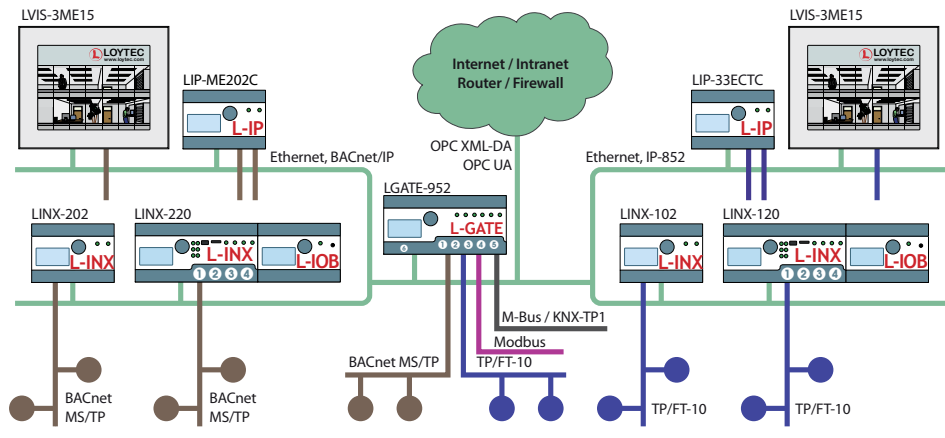 LVIS-3ME15
LOYTEC
www.loytec.com
LIP-ME202C
L-IP
Internet / Intranet
Router / Firewall
LIP-33ECTC
L-IP
LVIS-3ME15
LOYTEC
www.loytec.com
Ethernet, BACnet/IP
OPC XML-DA
OPC UA
Ethernet, IP-852
LGATE-952
L-GATE
6
1 2 3 4 5
LINX-202
L-INX
LINX-220
L-INX
1 2 3 4
L-IOB
LINX-102
L-INX
LINX-120
L-INX
1 2 3 4
L-IOB
M-Bus / KNX-TP1
Modbus
BACnet MS/TP
TP/FT-10
BACnet
MS/TP
BACnet
MS/TP
TP/FT-10
TP/FT-10